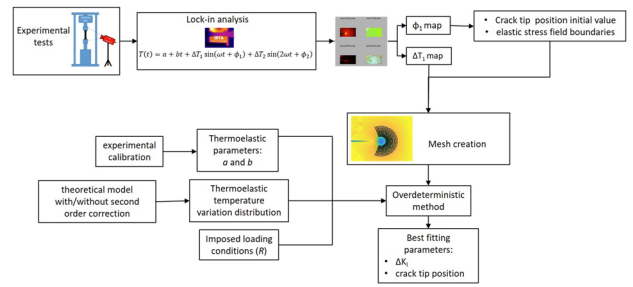 Experimental
tests
Lock-in analysis
T(t) = a + bt + ΔT₁ sin(ωt + ϕ₁) + ΔT₂ sin(2ωt + ϕ₂)
ϕ₁ map
ΔT₁ map
• Crack tip position initial value
• elastic stress field boundaries
Mesh creation
experimental
calibration
Thermoelastic
parameters:
a and b
theoretical model
with/without second
order correction
Thermoelastic
temperature
variation distribution
Imposed loading
conditions (R)
Overdeterministic
method
Best fitting
parameters:
• ΔKI
• crack tip position